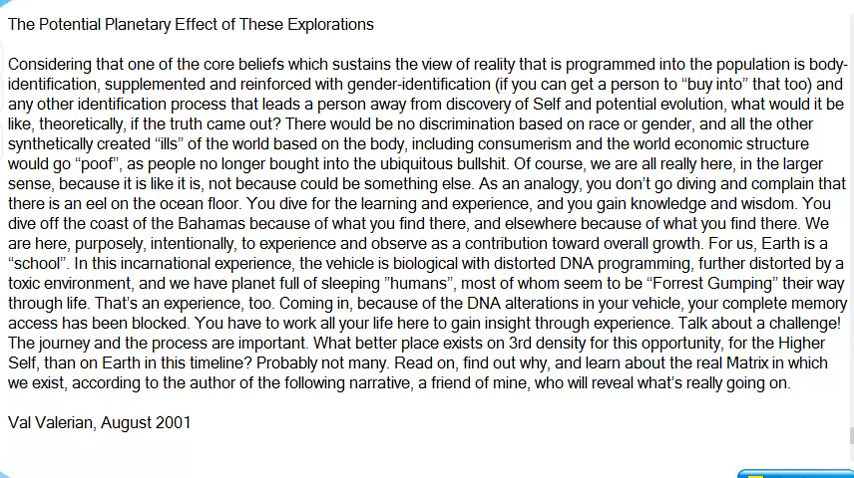 The Potential Planetary Effect of These Explorations
Considering that one of the core beliefs which sustains the view of reality that is programmed into the population is body-
identification, supplemented and reinforced with gender-identification (if you can get a person to “buy into” that too) and
any other identification process that leads a person away from discovery of Self and potential evolution, what would it be
like, theoretically, if the truth came out? There would be no discrimination based on race or gender, and all the other
synthetically created “ills” of the world based on the body, including consumerism and the world economic structure
would go “poof”, as people no longer bought into the ubiquitous bullshit. Of course, we are all really here, in the larger
sense, because it is like it is, not because could be something else. As an analogy, you don’t go diving and complain that
there is an eel on the ocean floor. You dive for the learning and experience, and you gain knowledge and wisdom. You
dive off the coast of the Bahamas because of what you find there, and elsewhere because of what you find there. We
are here, purposely, intentionally, to experience and observe as a contribution toward overall growth. For us, Earth is a
“school”. In this incarnational experience, the vehicle is biological with distorted DNA programming, further distorted by a
toxic environment, and we have planet full of sleeping ”humans”, most of whom seem to be “Forrest Gumping” their way
through life. That’s an experience, too. Coming in, because of the DNA alterations in your vehicle, your complete memory
access has been blocked. You have to work all your life here to gain insight through experience. Talk about a challenge!
The journey and the process are important. What better place exists on 3rd density for this opportunity, for the Higher
Self, than on Earth in this timeline? Probably not many. Read on, find out why, and learn about the real Matrix in which
we exist, according to the author of the following narrative, a friend of mine, who will reveal what’s really going on.
Val Valerian, August 2001